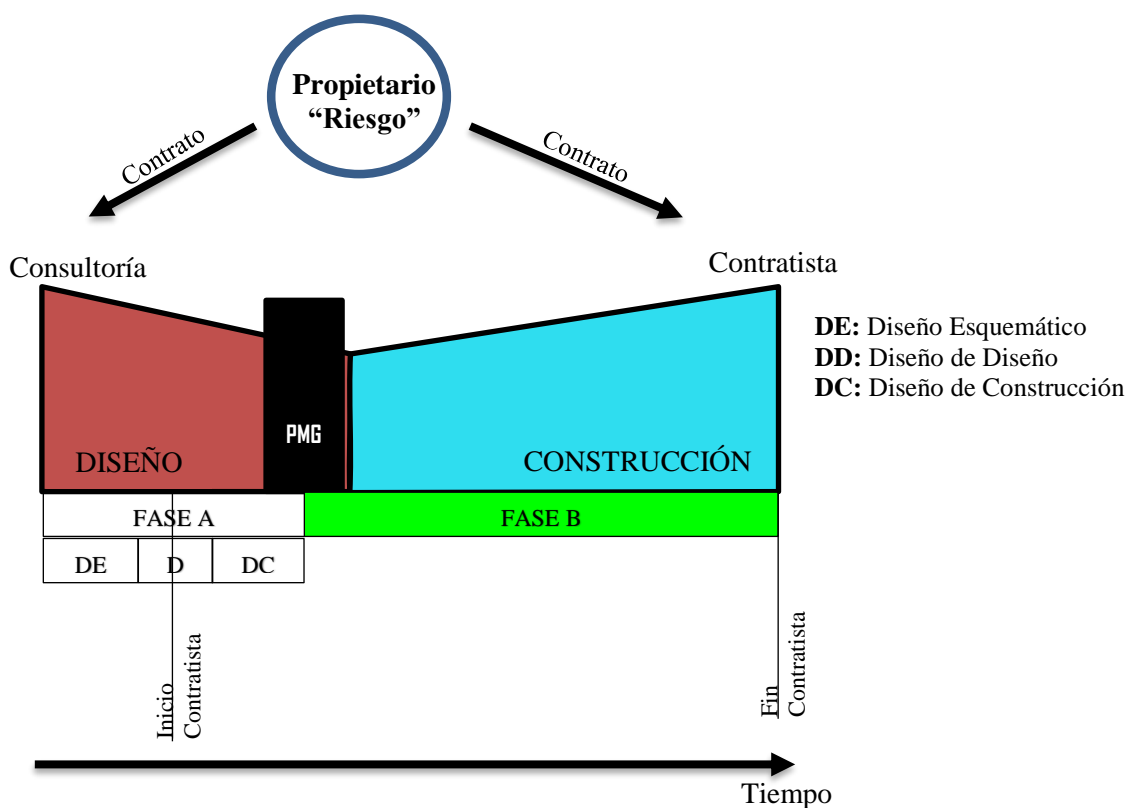 Propietario
“Riesgo”
Contrato
Contrato
Consultoría
Contratista
DE: Diseño Esquemático
DD: Diseño de Diseño
DC: Diseño de Construcción
PMG
DISEÑO
CONSTRUCCIÓN
FASE A
FASE B
DE
D
DC
Inicio
Contratista
Fin
Contratista
Tiempo